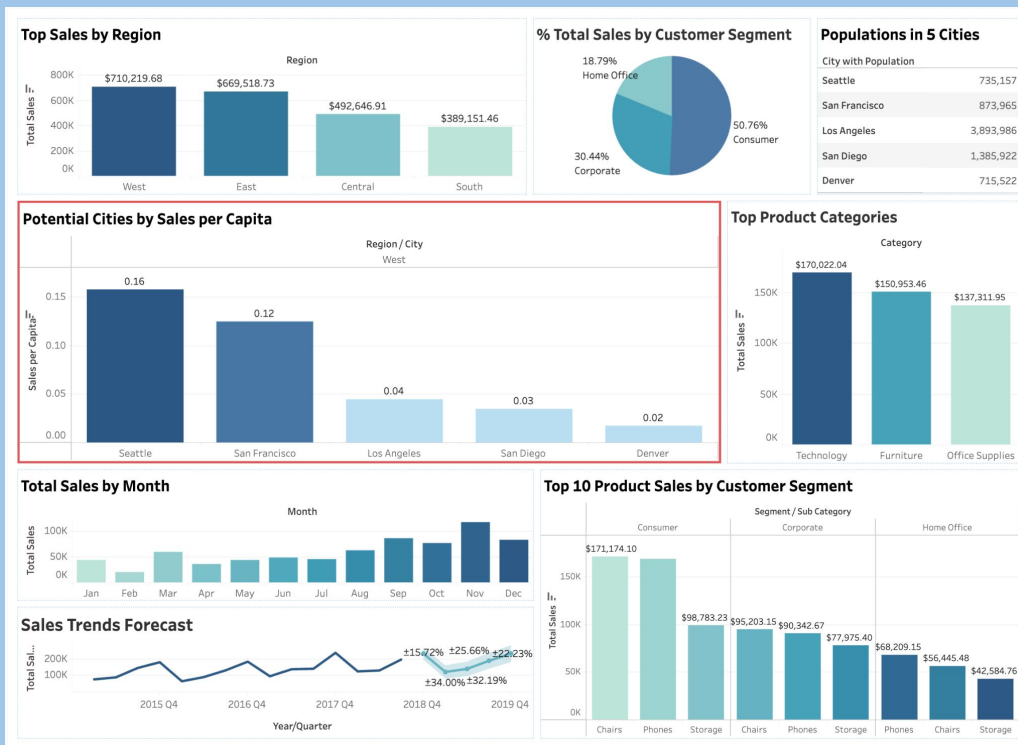 Top Sales by Region
Region
Total Sales
800K
600K
400K
200K
0K
$710,219.68
$669,518.73
$492,646.91
$389,151.46
West
East
Central
South
% Total Sales by Customer Segment
18.79%
Home Office
50.76%
Consumer
30.44%
Corporate
Populations in 5 Cities
City with Population
Seattle 735,157
San Francisco 873,965
Los Angeles 3,893,986
San Diego 1,385,922
Denver 715,522
Potential Cities by Sales per Capita
Region / City
West
Sales per Capita
0.15
0.10
0.05
0.00
0.16
0.12
0.04
0.03
0.02
Seattle
San Francisco
Los Angeles
San Diego
Denver
Top Product Categories
Category
Total Sales
150K
100K
50K
0K
$170,022.04
$150,953.46
$137,311.95
Technology
Furniture
Office Supplies
Total Sales by Month
Month
Total Sales
100K
50K
0K
Jan Feb Mar Apr May Jun Jul Aug Sep Oct Nov Dec
Sales Trends Forecast
Total Sal...
200K
100K
±15.72%
±34.00%
±25.66%
±32.19%
±22.23%
2015 Q4
2016 Q4
2017 Q4
2018 Q4
2019 Q4
Year/Quarter
Top 10 Product Sales by Customer Segment
Segment / Sub Category
Consumer
Corporate
Home Office
Total Sales
150K
100K
50K
0K
$171,174.10
$98,783.23
$95,203.15
$90,342.67
$77,975.40
$68,209.15
$56,445.48
$42,584.76
Chairs Phones Storage Chairs Phones Storage Phones Chairs Storage